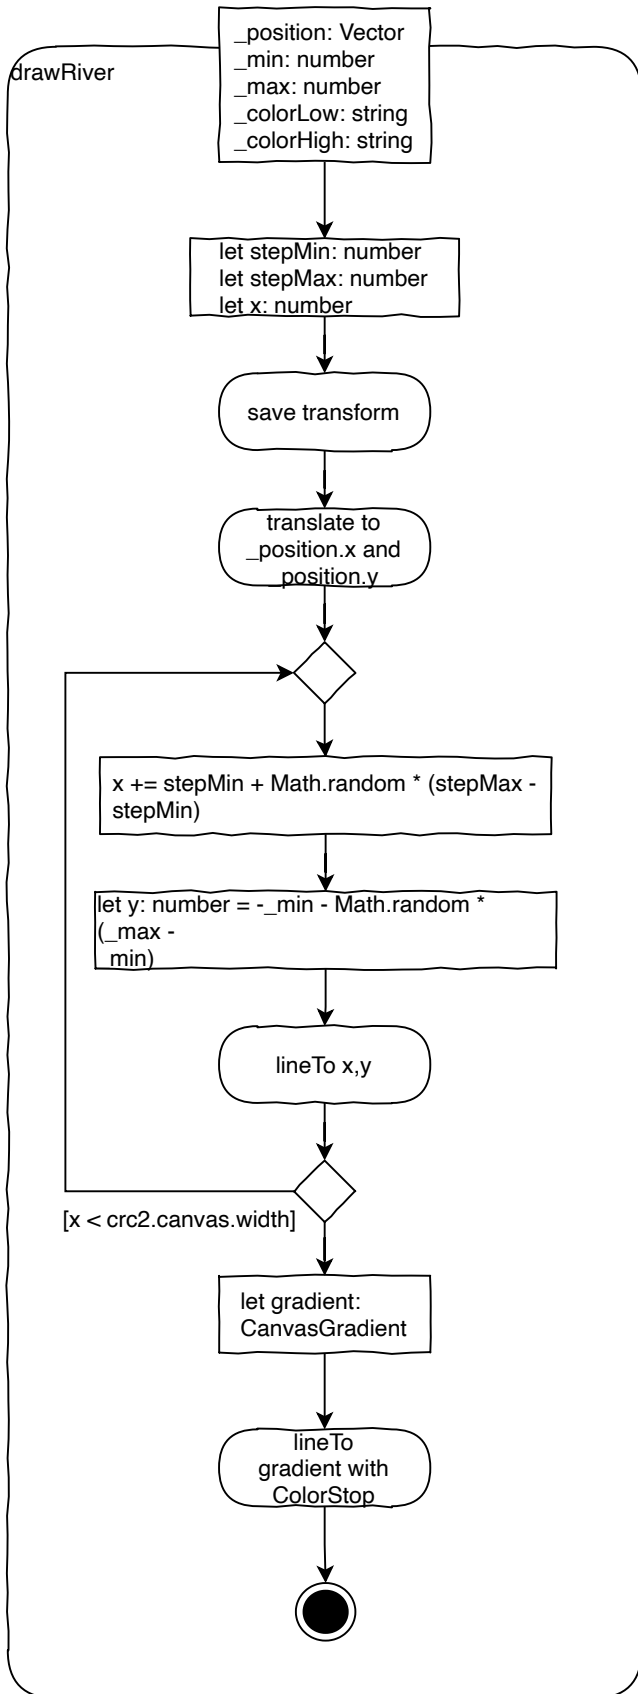 _position: Vector
_min: number
_max: number
_colorLow: string
_colorHigh: string
drawRiver
let stepMin: number
let stepMax: number
let x: number
save transform
translate to
_position.x and
_position.y
x += stepMin + Math.random * (stepMax -
stepMin)
let y: number = -_min - Math.random *
(_max -
_min)
lineTo x,y
[x < crc2.canvas.width]
let gradient:
CanvasGradient
lineTo
gradient with
ColorStop